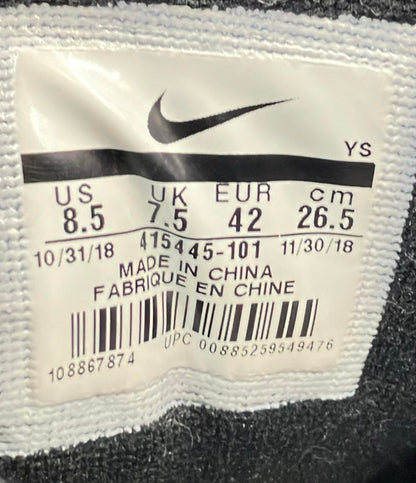 YS
US UK EUR cm
8.5 7.5 42 26.5
10/31/18 415445-101 11/30/18
MADE IN CHINA
FABRIQUE EN CHINE
108867874 UPC 00885259549476